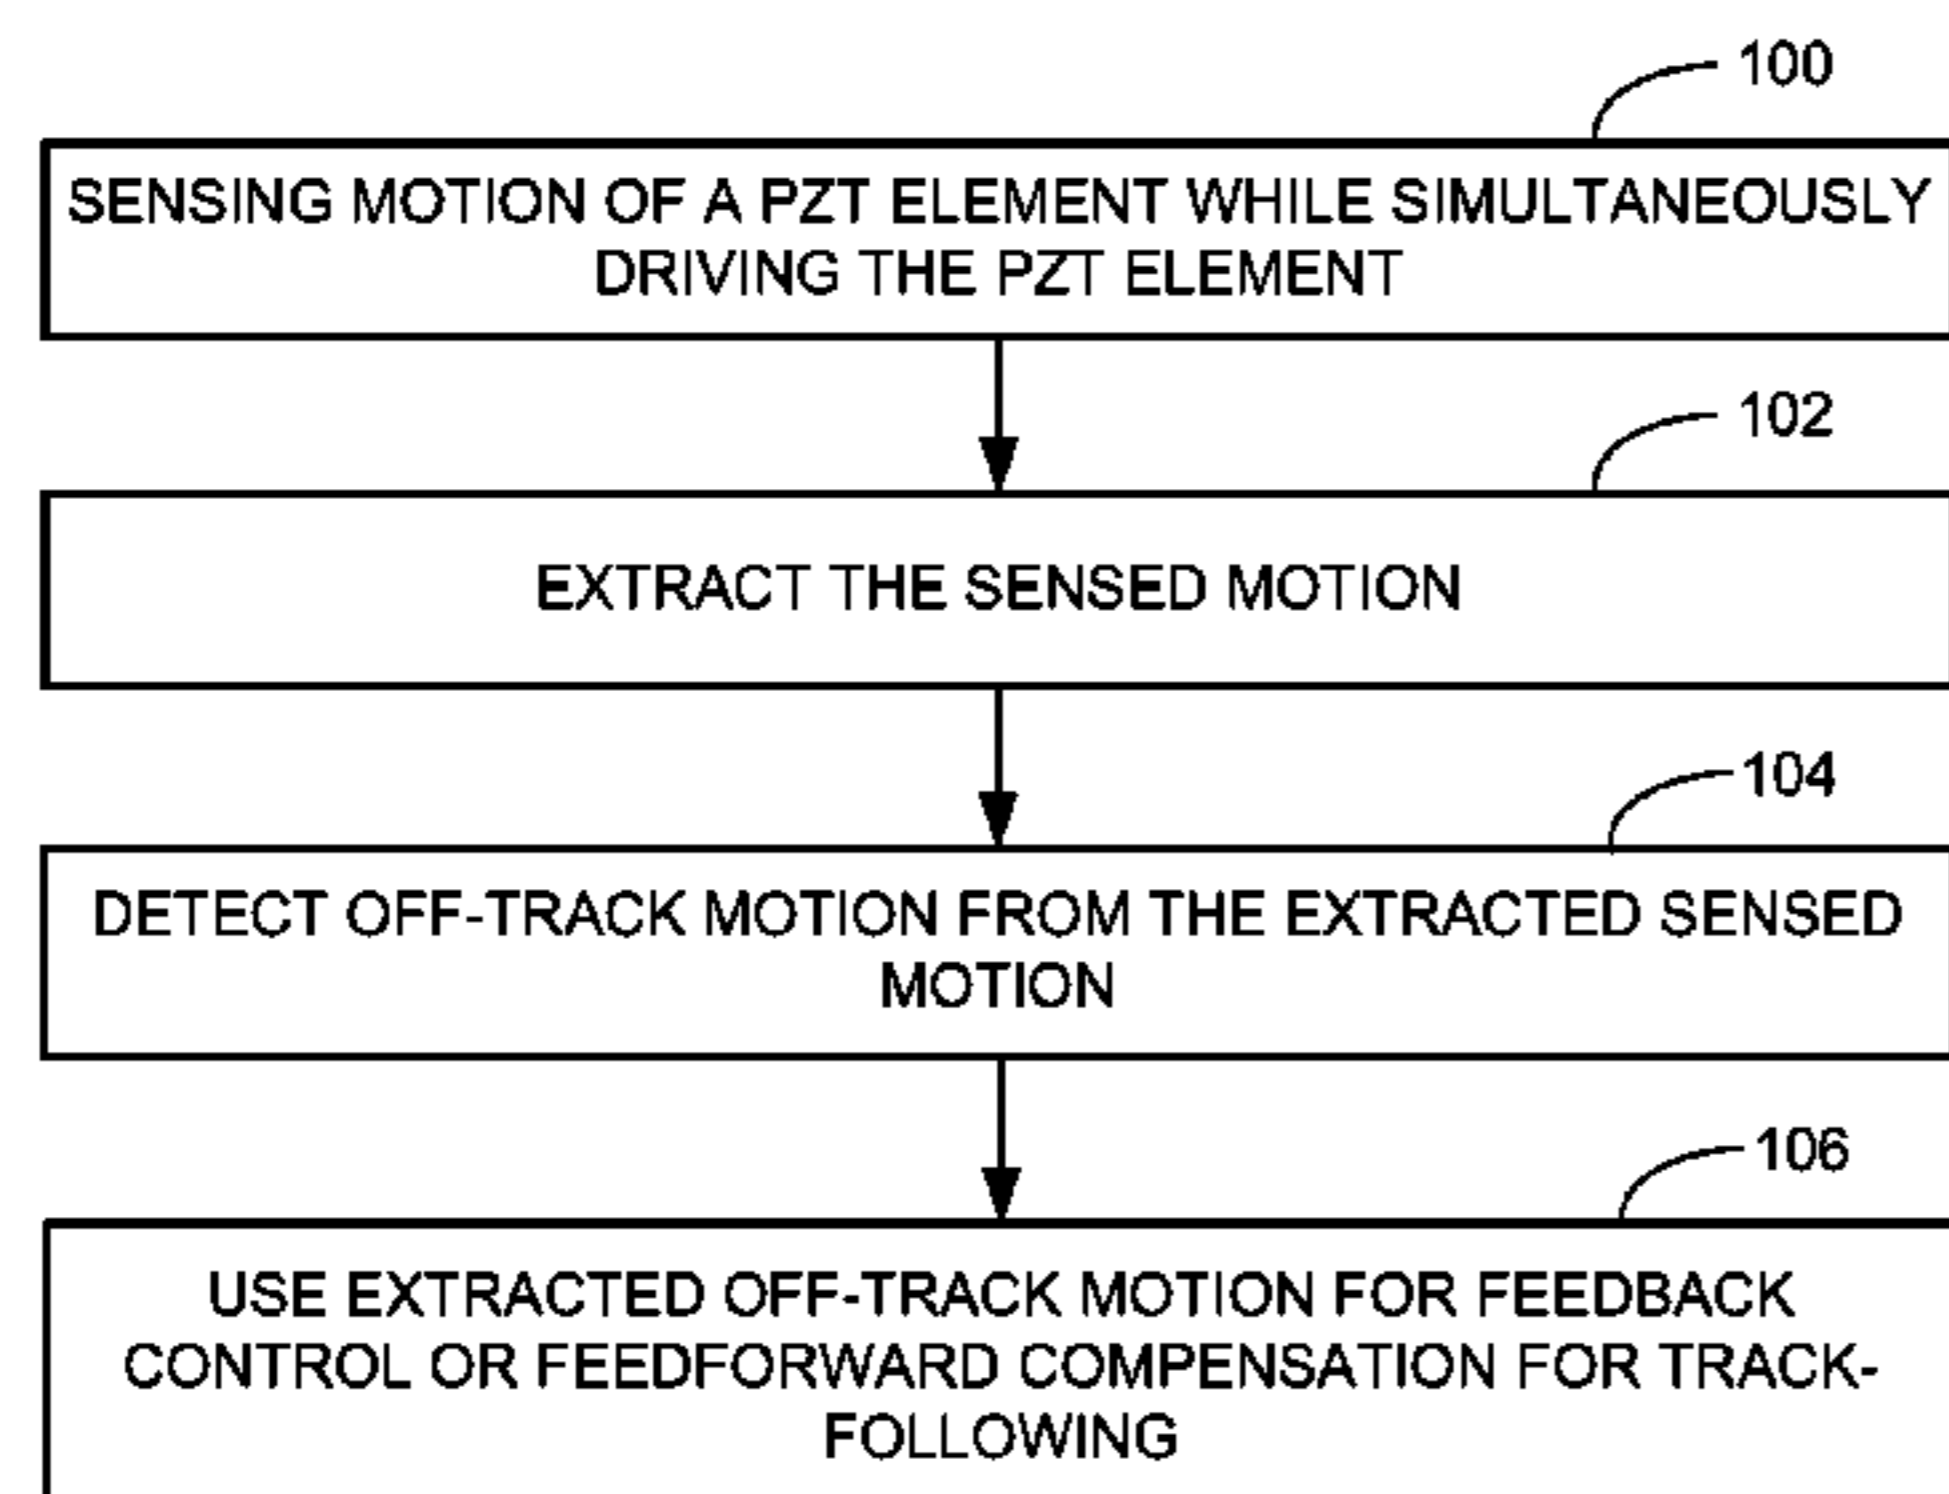 100
SENSING MOTION OF A PZT ELEMENT WHILE SIMULTANEOUSLY
DRIVING THE PZT ELEMENT
102
EXTRACT THE SENSED MOTION
104
DETECT OFF-TRACK MOTION FROM THE EXTRACTED SENSED
MOTION
106
USE EXTRACTED OFF-TRACK MOTION FOR FEEDBACK
CONTROL OR FEEDFORWARD COMPENSATION FOR TRACK-
FOLLOWING